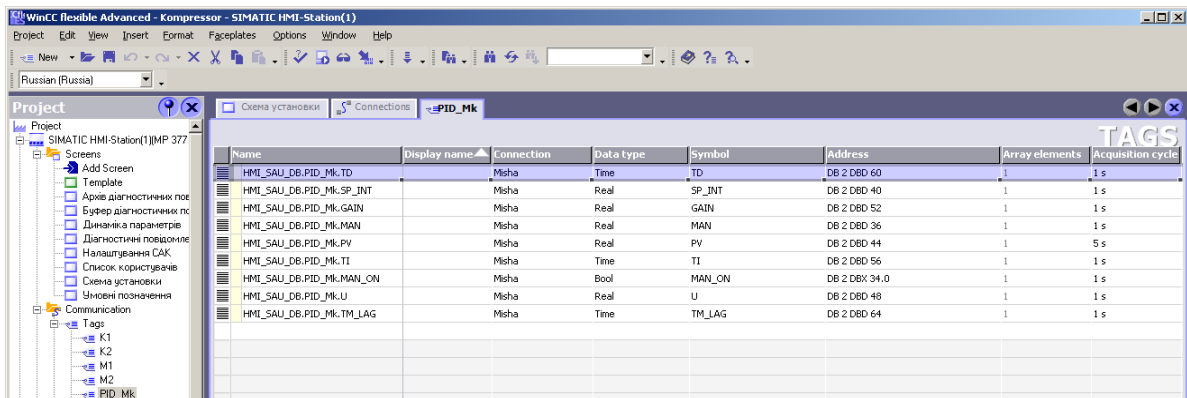 WinCC flexible Advanced - Kompressor - SIMATIC HMI-Station(1)
Project Edit View Insert Format Faceplates Options Window Help
New
Russian (Russia)
Project
Схема установки Connections PID_Mk
TAGS
Project
SIMATIC HMI-Station(1)(MP 377
Screens
Add Screen
Template
Архів діагностичних пов
Буфер діагностичних по
Динаміка параметрів
Діагностичні повідомле
Налаштування САК
Список користувачів
Схема установки
Умовні позначення
Communication
Tags
K1
K2
M1
M2
PID_Mk
Name Display name Connection Data type Symbol Address Array elements Acquisition cycle
HMI_SAU_DB.PID_Mk.TD Misha Time TD DB 2 DBD 60 1 1 s
HMI_SAU_DB.PID_Mk.SP_INT Misha Real SP_INT DB 2 DBD 40 1 1 s
HMI_SAU_DB.PID_Mk.GAIN Misha Real GAIN DB 2 DBD 52 1 1 s
HMI_SAU_DB.PID_Mk.MAN Misha Real MAN DB 2 DBD 36 1 1 s
HMI_SAU_DB.PID_Mk.PV Misha Real PV DB 2 DBD 44 1 5 s
HMI_SAU_DB.PID_Mk.TI Misha Time TI DB 2 DBD 56 1 1 s
HMI_SAU_DB.PID_Mk.MAN_ON Misha Bool MAN_ON DB 2 DBX 34.0 1 1 s
HMI_SAU_DB.PID_Mk.U Misha Real U DB 2 DBD 48 1 1 s
HMI_SAU_DB.PID_Mk.TM_LAG Misha Time TM_LAG DB 2 DBD 64 1 1 s